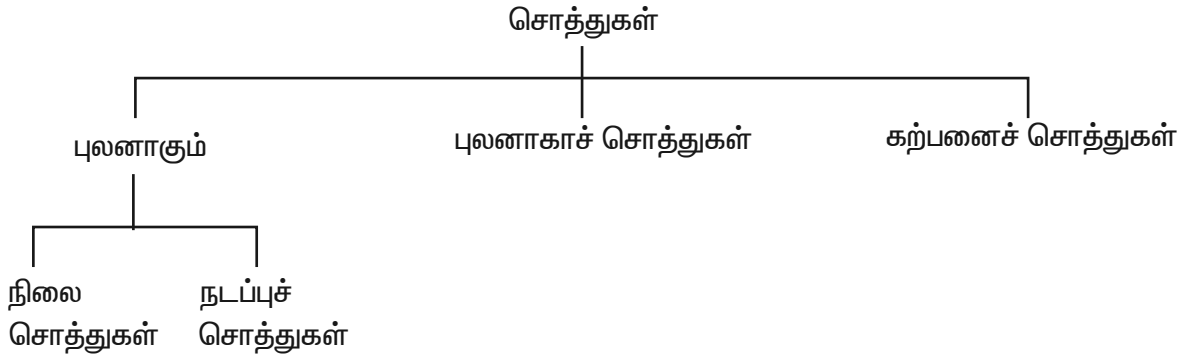 சொத்துகள்
புலனாகும்
புலனாகாச் சொத்துகள்
கற்பனைச் சொத்துகள்
நிலை
சொத்துகள்
நடப்புச்
சொத்துகள்